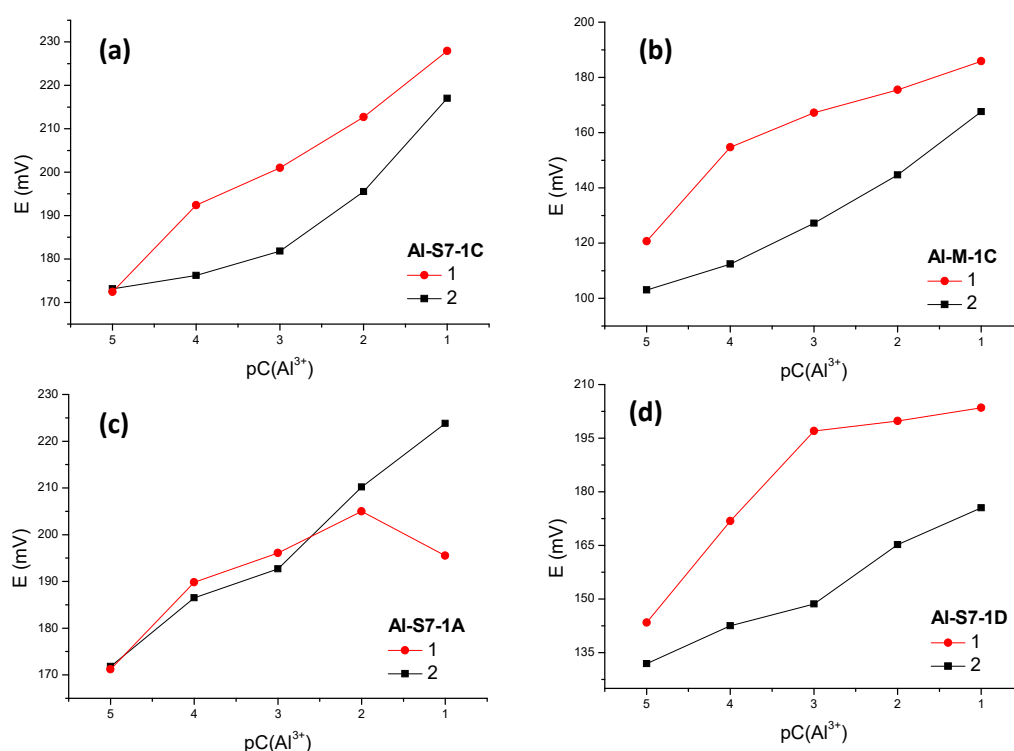 (a)
230
220
210
200
190
180
170
E (mV)
5 4 3 2 1
pC(Al³⁺)
Al-S7-1C
1
2
(b)
200
180
160
140
120
100
E (mV)
5 4 3 2 1
pC(Al³⁺)
Al-M-1C
1
2
(c)
230
220
210
200
190
180
170
E (mV)
5 4 3 2 1
pC(Al³⁺)
Al-S7-1A
1
2
(d)
210
195
180
165
150
135
E (mV)
5 4 3 2 1
pC(Al³⁺)
Al-S7-1D
1
2